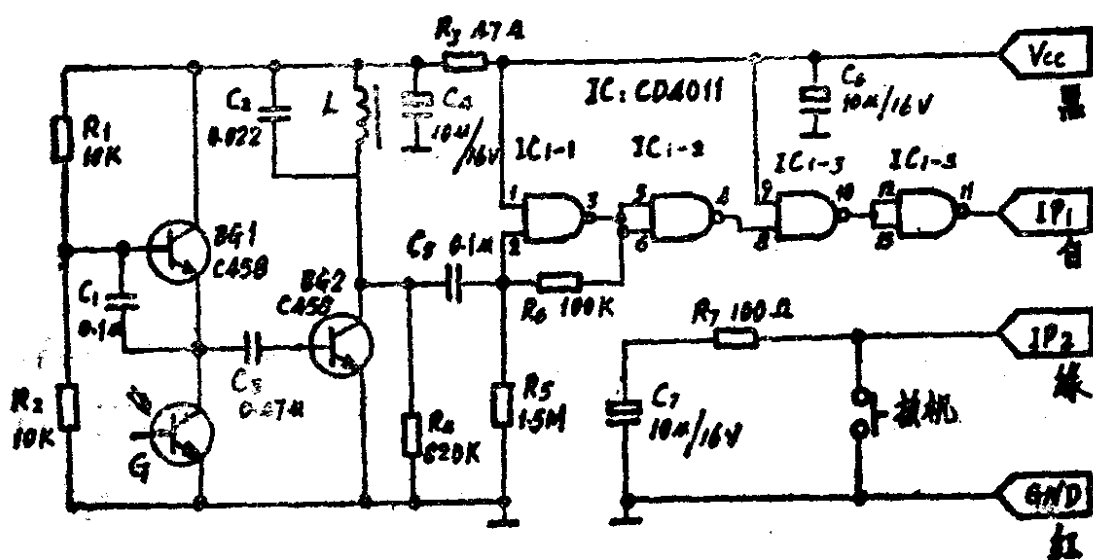 R3 47Ω
Vcc
黑
C2
0.022
L
C4
10μ/16V
IC: CD4011
C6
10μ/16V
R1
10K
IC1-1
IC1-2
IC1-3
IC1-3
1
2
3
5
6
4
9
8
10
12
13
11
IP1
白
BG1
C458
C1
0.1μ
BG2
C458
C5 0.1μ
R6 100K
R7 100Ω
IP2
绿
R2
10K
G
C3
0.47μ
R4
820K
R5
1.5M
C7
10μ/16V
GND
红